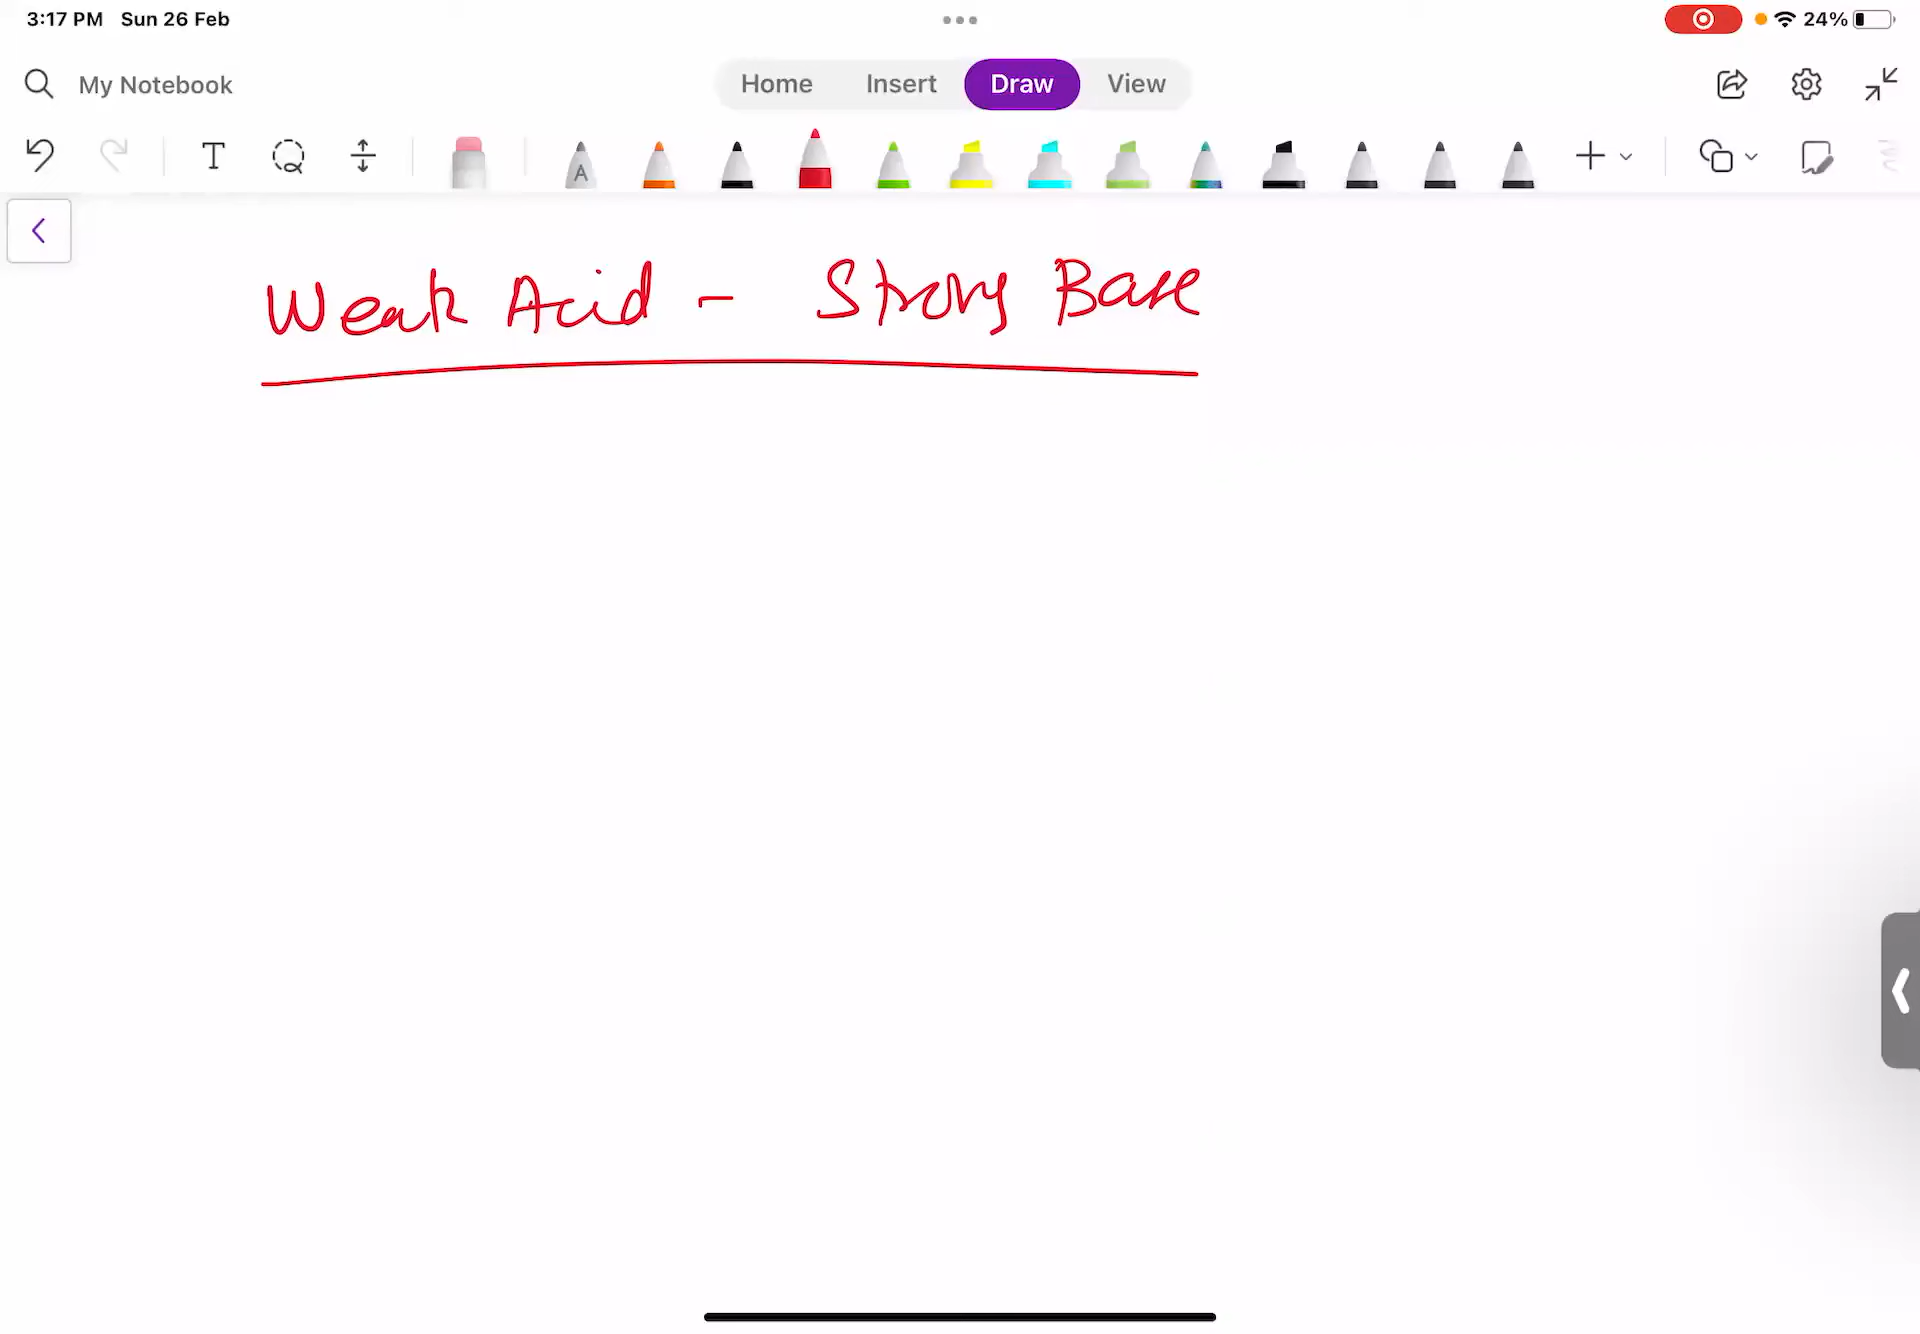 3:17 PM Sun 26 Feb
24%
My Notebook
Home Insert Draw View
T
A
Weak Acid - Strong Base